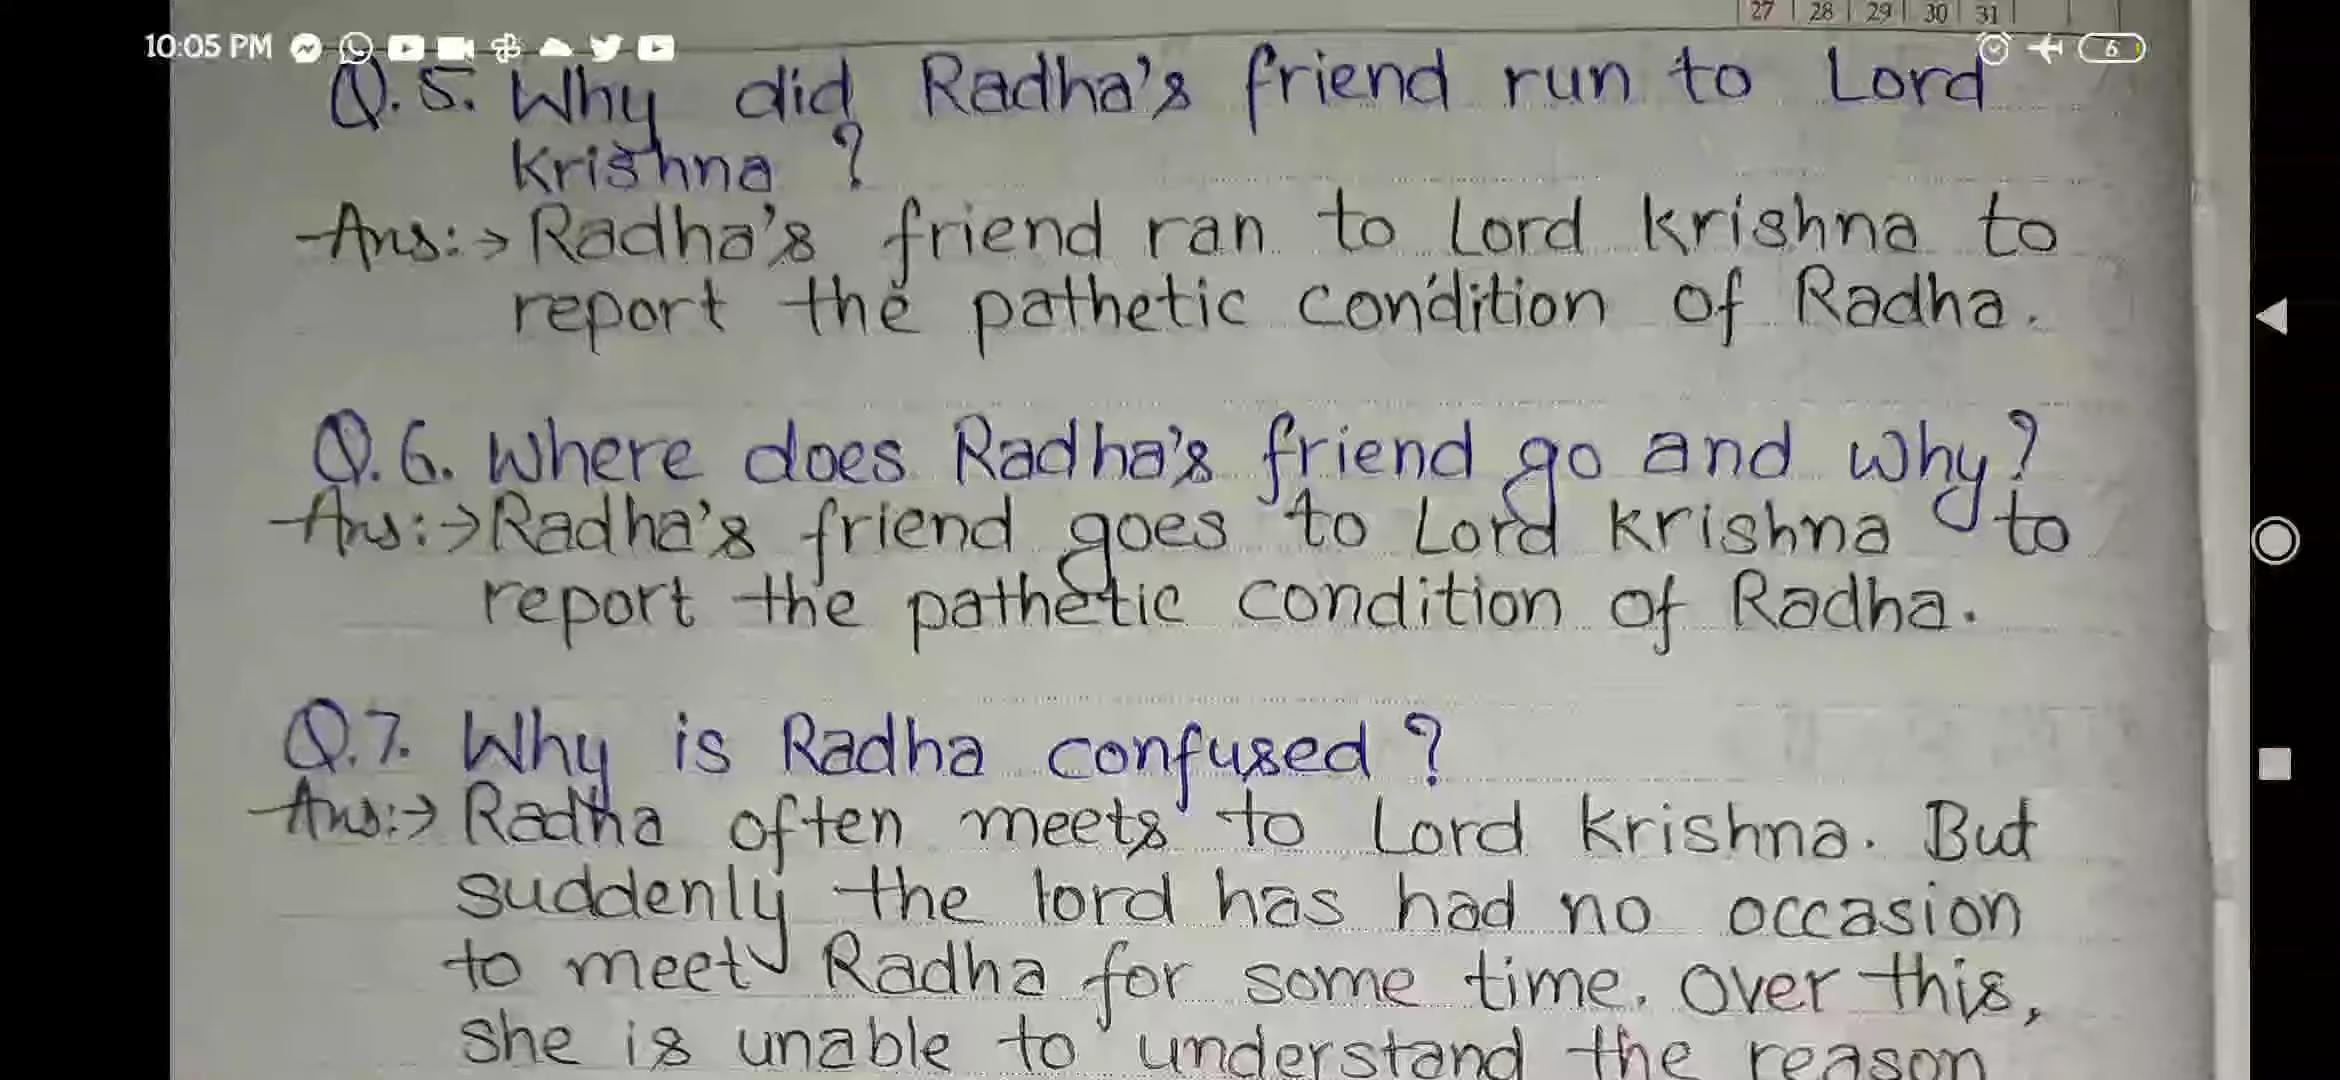 27 28 29 30 31
10:05 PM
6
Q.5. Why did Radha's friend run to Lord
krishna ?
Ans:→ Radha's friend ran to Lord krishna to
report the pathetic condition of Radha.
Q.6. Where does Radha's friend go and why?
Ans:→ Radha's friend goes to Lord krishna to
report the pathetic condition of Radha.
Q.7. Why is Radha confused ?
Ans:→ Radha often meets to Lord krishna. But
suddenly the lord has had no occasion
to meet Radha for some time. Over this,
she is unable to understand the reason